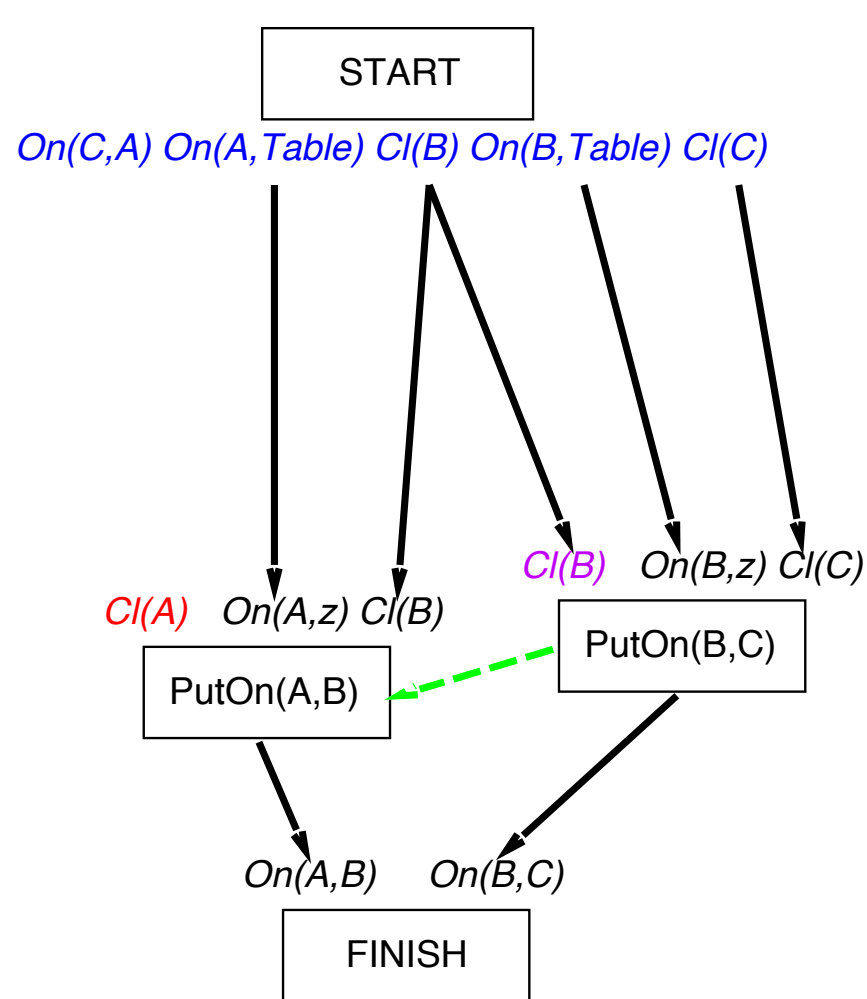 START
On(C,A) On(A,Table) Cl(B) On(B,Table) Cl(C)
Cl(B) On(B,z) Cl(C)
Cl(A) On(A,z) Cl(B)
PutOn(B,C)
PutOn(A,B)
On(A,B) On(B,C)
FINISH